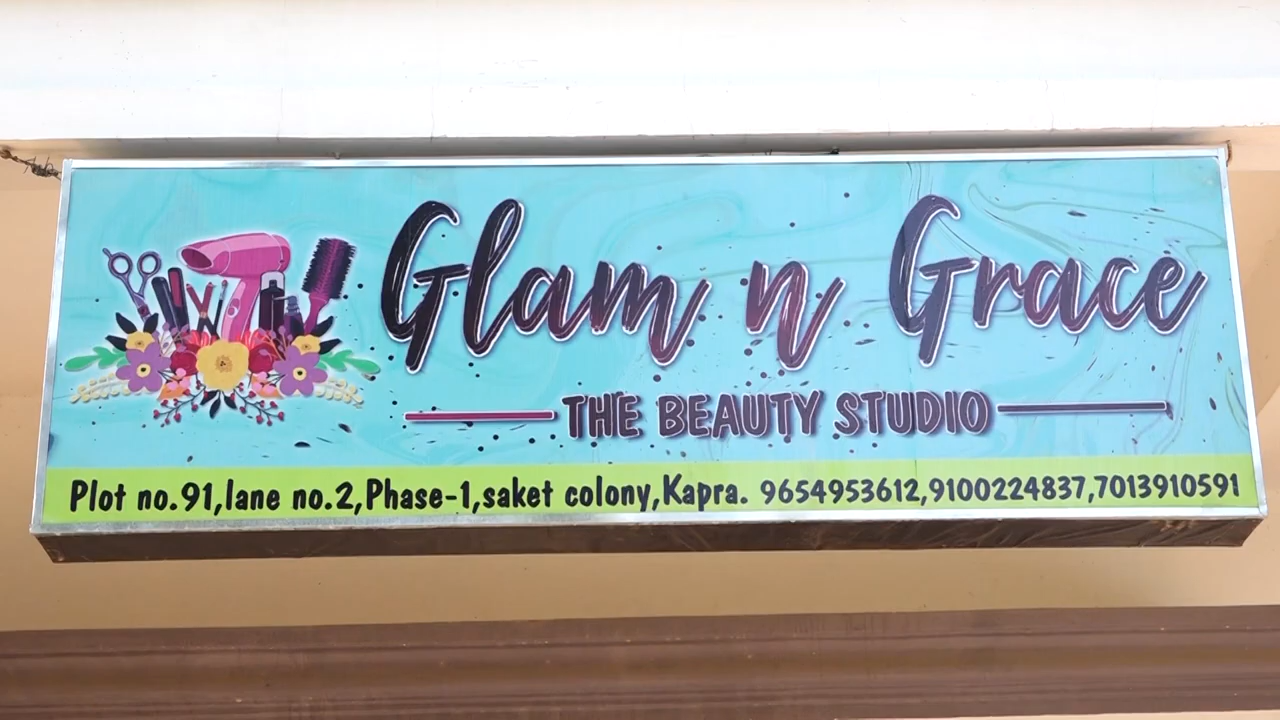 Glam n Grace
THE BEAUTY STUDIO
Plot no.91,lane no.2,Phase-1,saket colony,Kapra. 9654953612,9100224837,7013910591